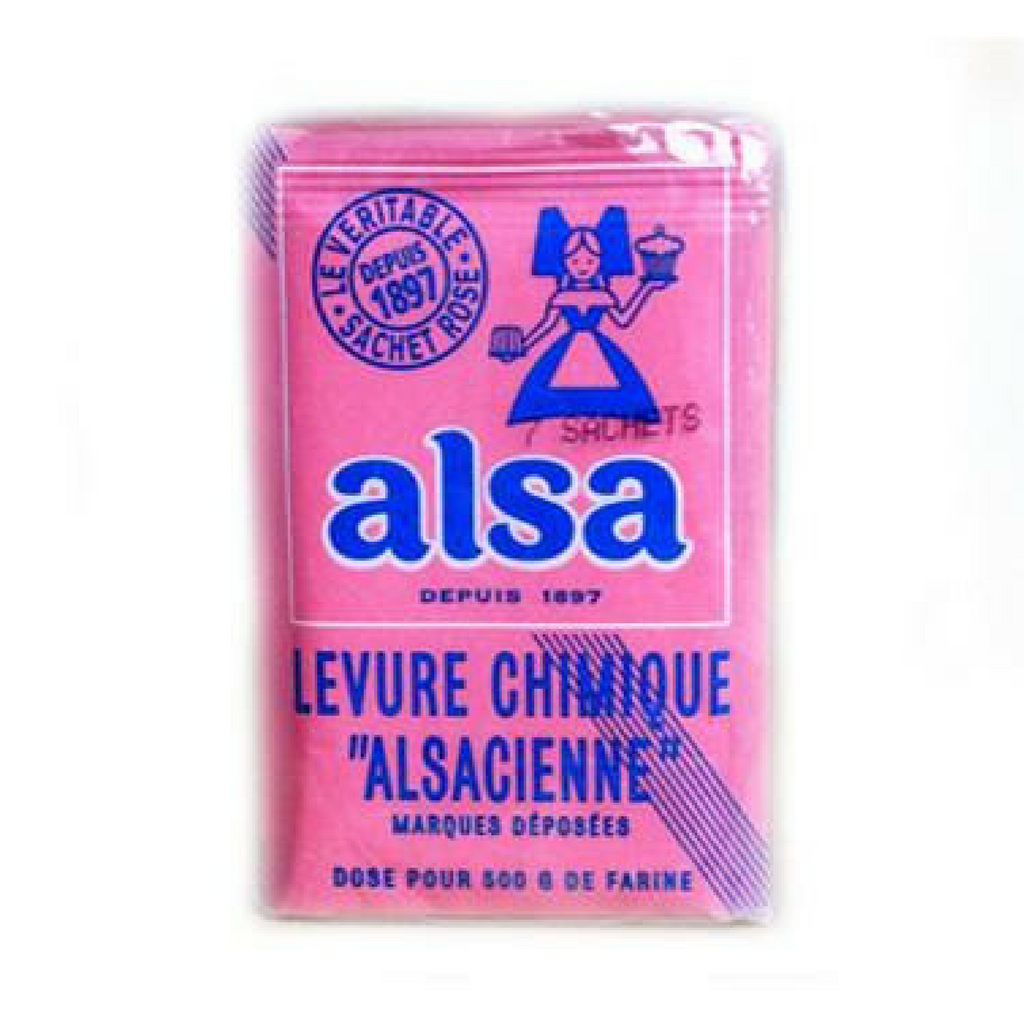 LE VERITABLE
SACHET ROSE
DEPUIS
1897
7 SACHETS
alsa
DEPUIS 1897
LEVURE CHIMIQUE
"ALSACIENNE"
MARQUES DÉPOSÉES
DOSE POUR 500 G DE FARINE